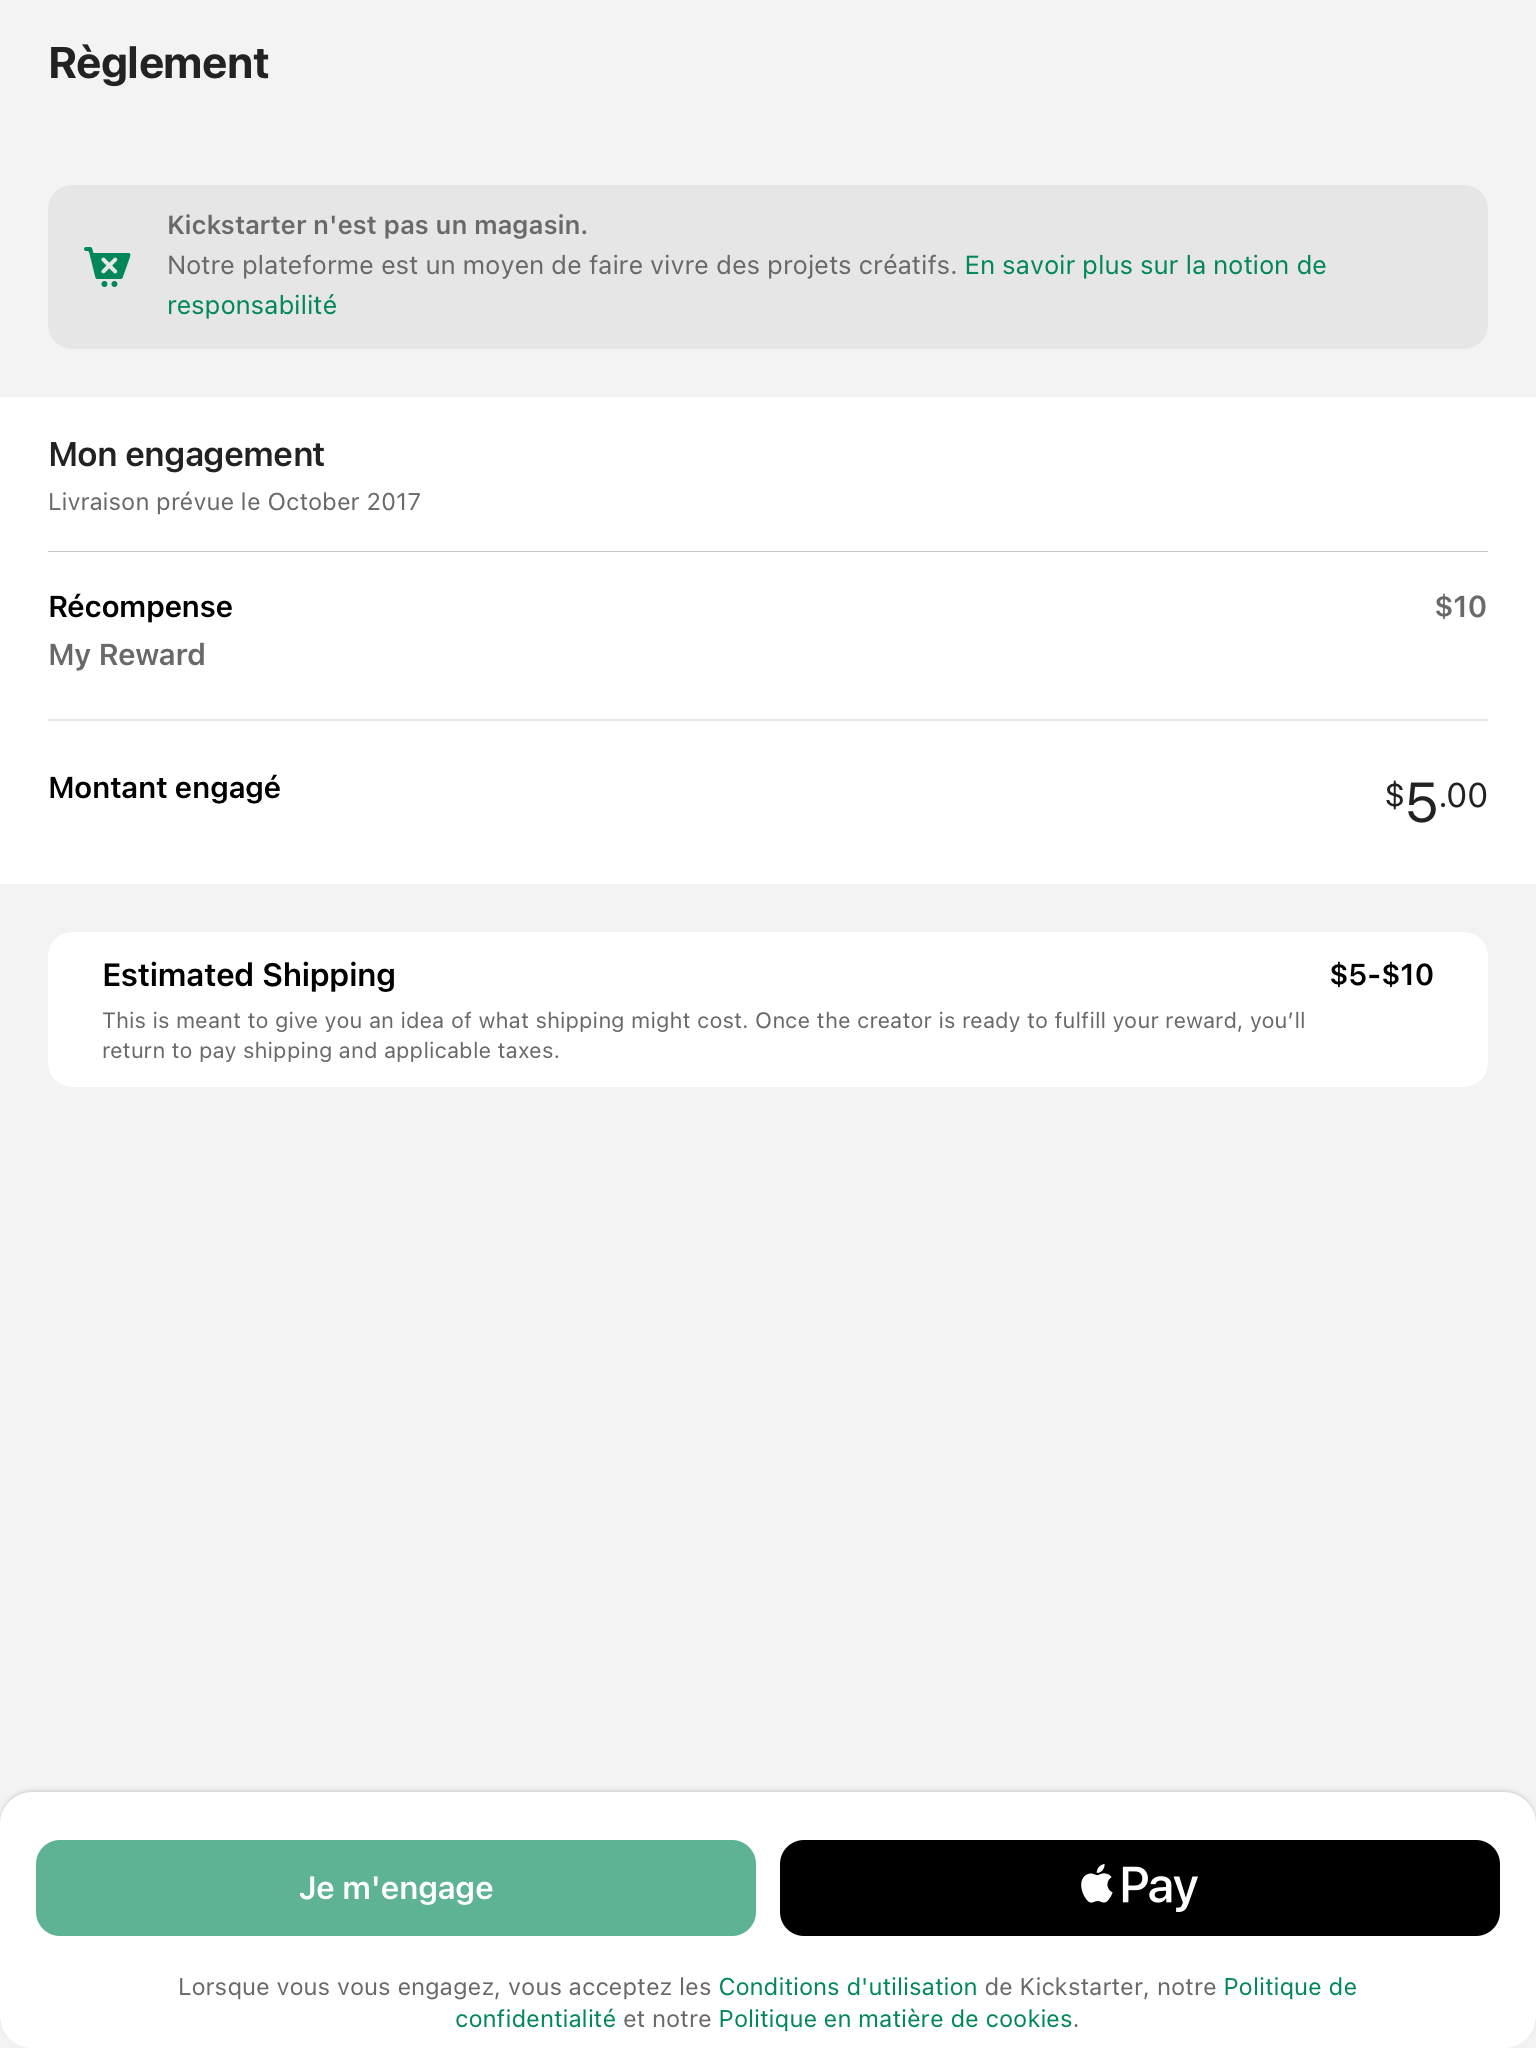 Règlement
Kickstarter n'est pas un magasin.
Notre plateforme est un moyen de faire vivre des projets créatifs. En savoir plus sur la notion de
responsabilité
Mon engagement
Livraison prévue le October 2017
Récompense $10
My Reward
Montant engagé $5.00
Estimated Shipping $5-$10
This is meant to give you an idea of what shipping might cost. Once the creator is ready to fulfill your reward, you’ll
return to pay shipping and applicable taxes.
Je m'engage Pay
Lorsque vous vous engagez, vous acceptez les Conditions d'utilisation de Kickstarter, notre Politique de
confidentialité et notre Politique en matière de cookies.